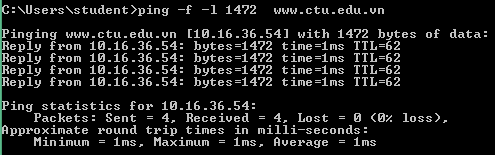 C:\Users\student>ping -f -l 1472  www.ctu.edu.vn
Pinging www.ctu.edu.vn [10.16.36.54] with 1472 bytes of data:
Reply from 10.16.36.54: bytes=1472 time=1ms TTL=62
Reply from 10.16.36.54: bytes=1472 time=1ms TTL=62
Reply from 10.16.36.54: bytes=1472 time=1ms TTL=62
Reply from 10.16.36.54: bytes=1472 time=1ms TTL=62
Ping statistics for 10.16.36.54:
    Packets: Sent = 4, Received = 4, Lost = 0 (0% loss),
Approximate round trip times in milli-seconds:
    Minimum = 1ms, Maximum = 1ms, Average = 1ms